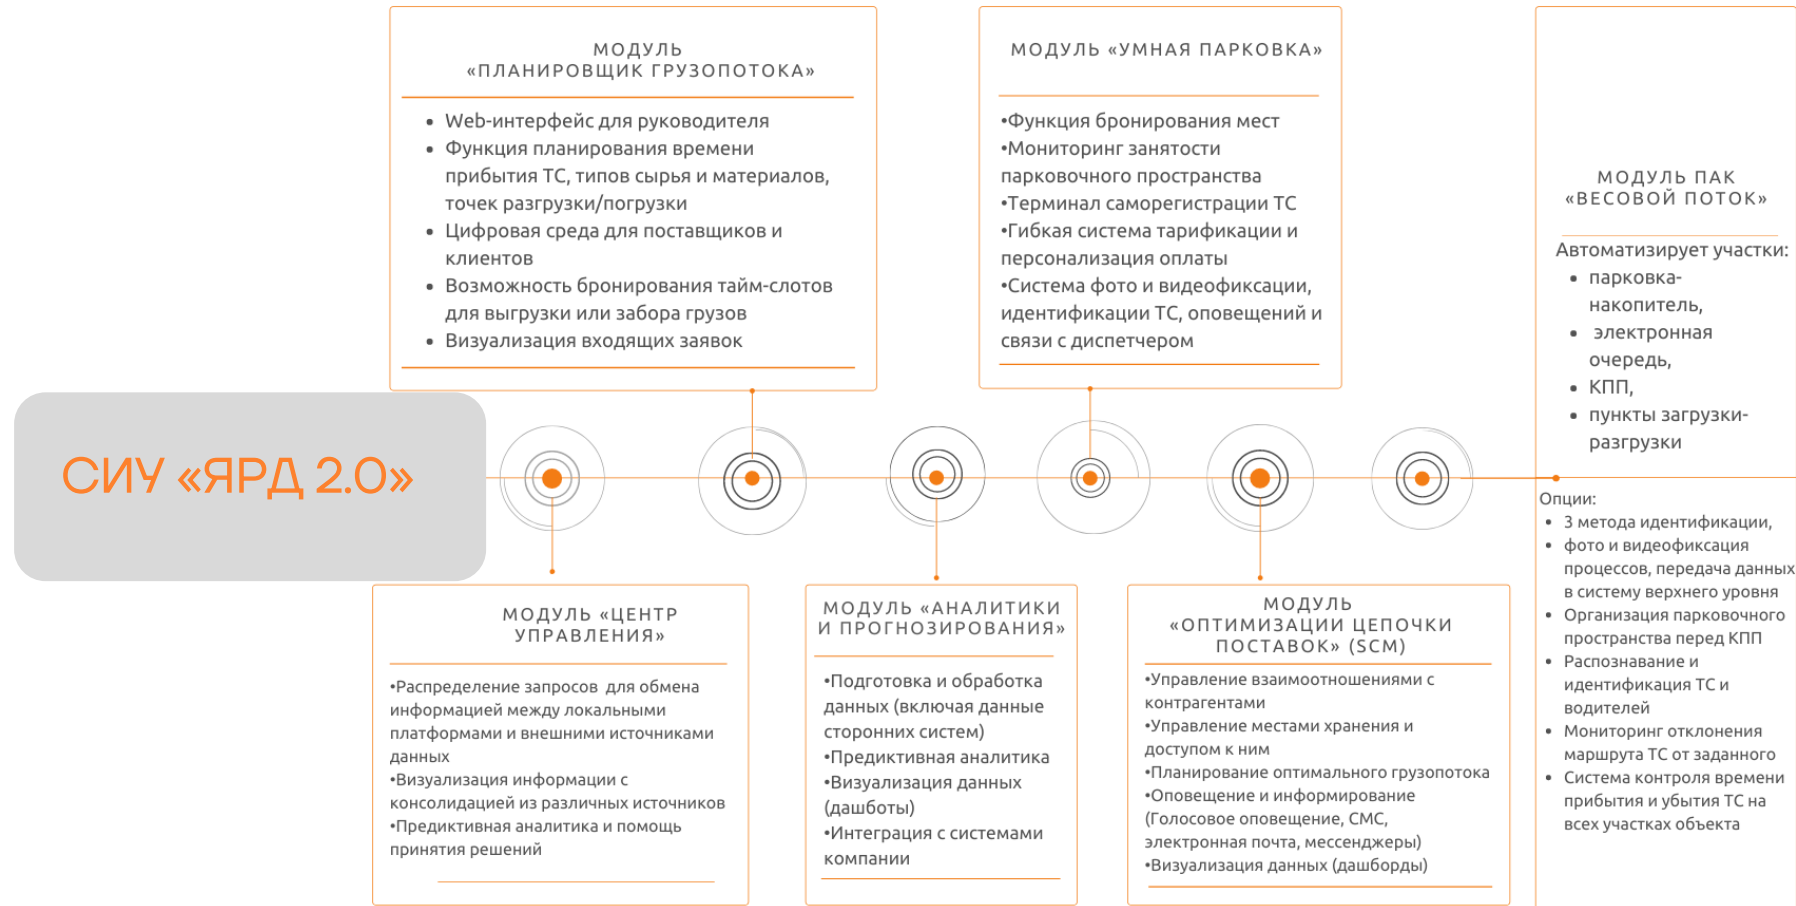 СИУ «ЯРД 2.0»
МОДУЛЬ
«ПЛАНИРОВЩИК ГРУЗОПОТОКА»
• Web-интерфейс для руководителя
• Функция планирования времени
прибытия ТС, типов сырья и материалов,
точек разгрузки/погрузки
• Цифровая среда для поставщиков и
клиентов
• Возможность бронирования тайм-слотов
для выгрузки или забора грузов
• Визуализация входящих заявок
МОДУЛЬ «УМНАЯ ПАРКОВКА»
•Функция бронирования мест
•Мониторинг занятости
парковочного пространства
•Терминал саморегистрации ТС
•Гибкая система тарификации и
персонализация оплаты
•Система фото и видеофиксации,
идентификации ТС, оповещений и
связи с диспетчером
МОДУЛЬ ПАК
«ВЕСОВОЙ ПОТОК»
Автоматизирует участки:
• парковка-
накопитель,
• электронная
очередь,
• КПП,
• пункты загрузки-
разгрузки
Опции:
• 3 метода идентификации,
• фото и видеофиксация
процессов, передача данных
в систему верхнего уровня
• Организация парковочного
пространства перед КПП
• Распознавание и
идентификация ТС и
водителей
• Мониторинг отклонения
маршрута ТС от заданного
• Система контроля времени
прибытия и убытия ТС на
всех участках объекта
МОДУЛЬ «ЦЕНТР
УПРАВЛЕНИЯ»
•Распределение запросов для обмена
информацией между локальными
платформами и внешними источниками
данных
•Визуализация информации с
консолидацией из различных источников
•Предиктивная аналитика и помощь
принятия решений
МОДУЛЬ «АНАЛИТИКИ
И ПРОГНОЗИРОВАНИЯ»
•Подготовка и обработка
данных (включая данные
сторонних систем)
•Предиктивная аналитика
•Визуализация данных
(дашботы)
•Интеграция с системами
компании
МОДУЛЬ
«ОПТИМИЗАЦИИ ЦЕПОЧКИ
ПОСТАВОК» (SCM)
•Управление взаимоотношениями с
контрагентами
•Управление местами хранения и
доступом к ним
•Планирование оптимального грузопотока
•Оповещение и информирование
(Голосовое оповещение, СМС,
электронная почта, мессенджеры)
•Визуализация данных (дашборды)